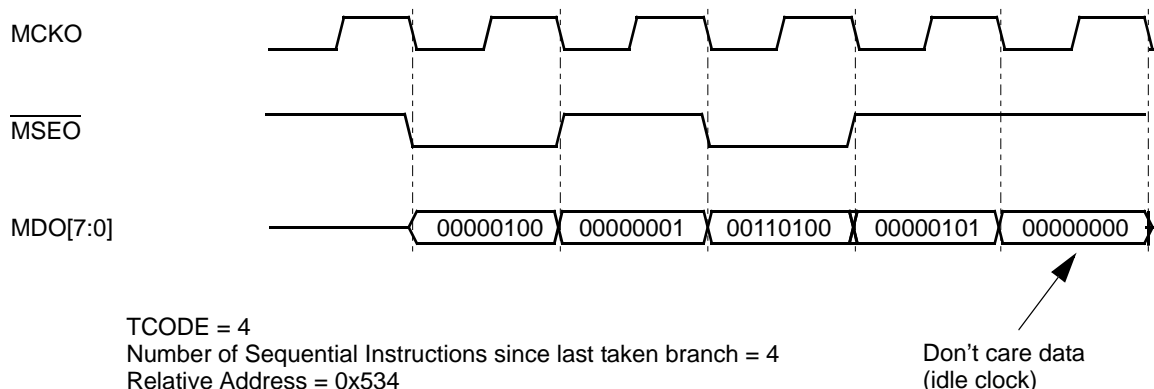 MCKO
MSEO
MDO[7:0]
00000100 00000001 00110100 00000101 00000000
TCODE = 4
Number of Sequential Instructions since last taken branch = 4
Relative Address = 0x534
Don't care data
(idle clock)